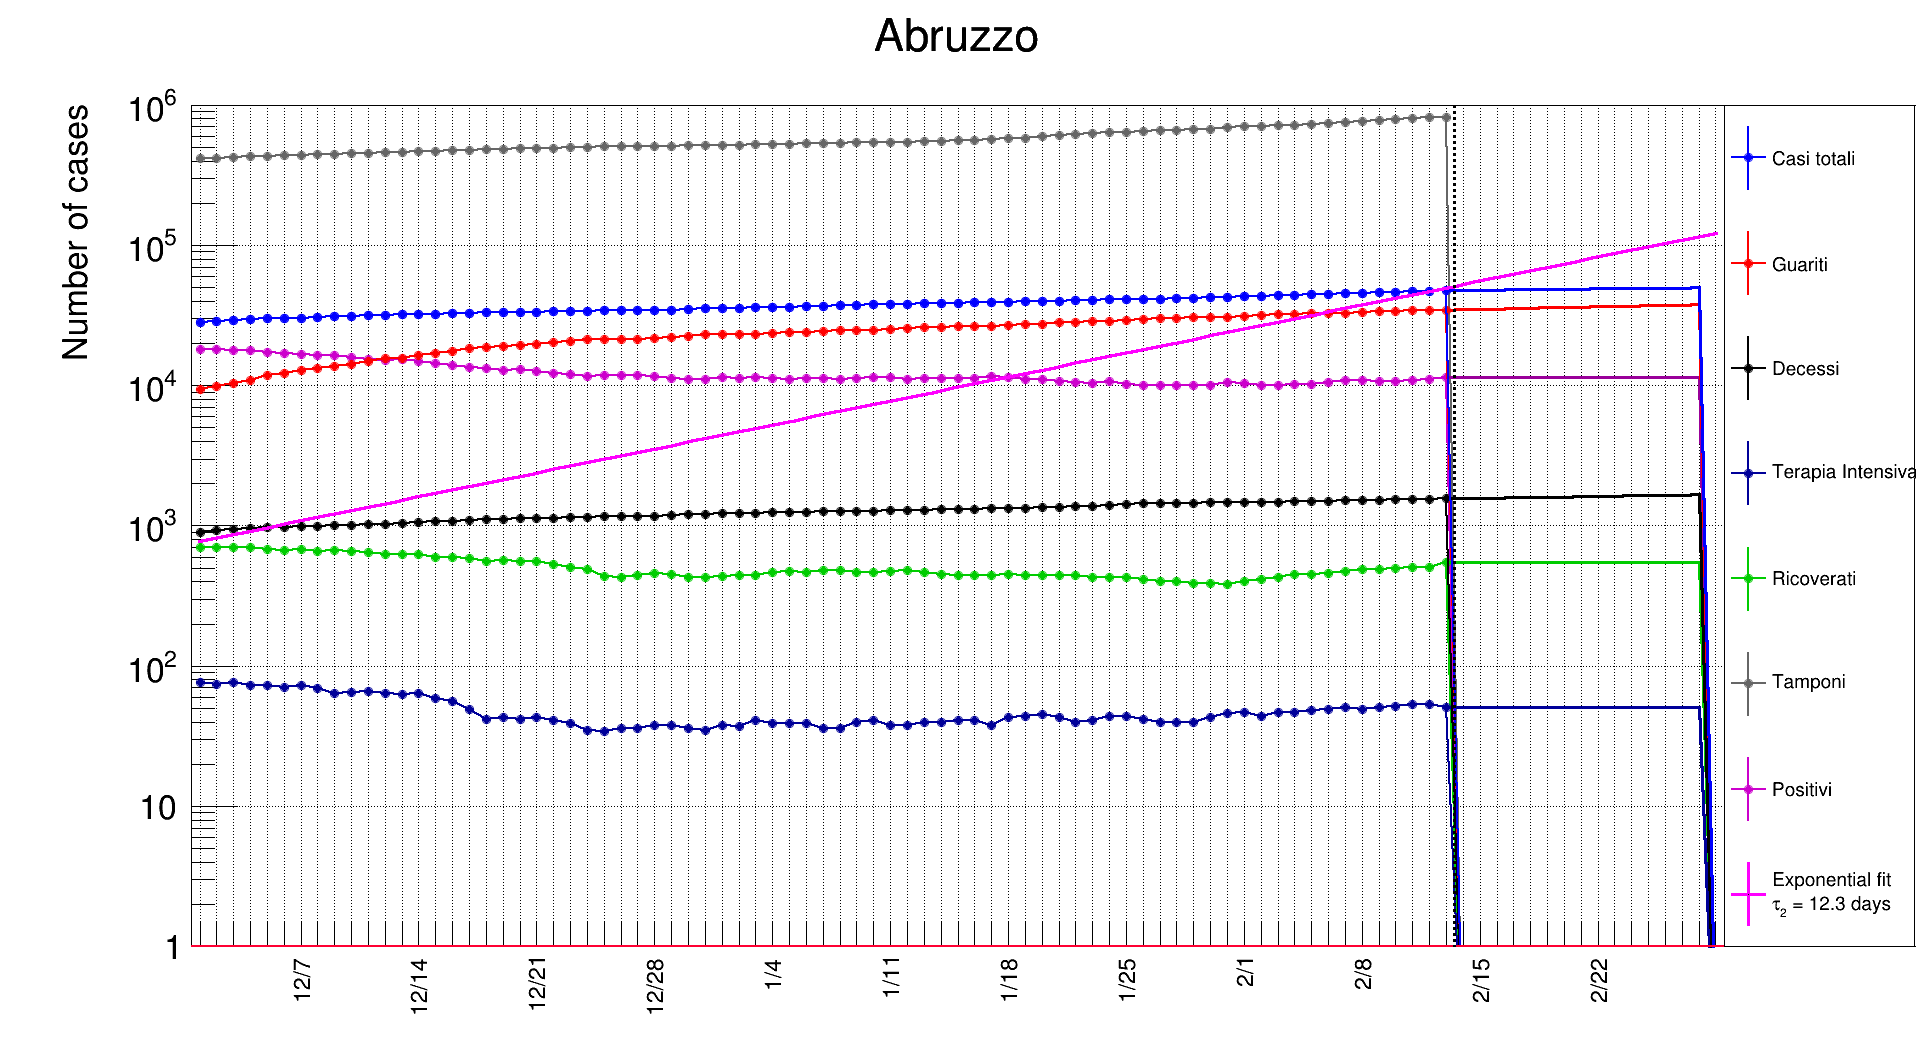 Abruzzo
Number of cases
10^6
10^5
10^4
10^3
10^2
10
1
12/7
12/14
12/21
12/28
1/4
1/11
1/18
1/25
2/1
2/8
2/15
2/22
Casi totali
Guariti
Decessi
Terapia Intensiva
Ricoverati
Tamponi
Positivi
Exponential fit
τ₂ = 12.3 days